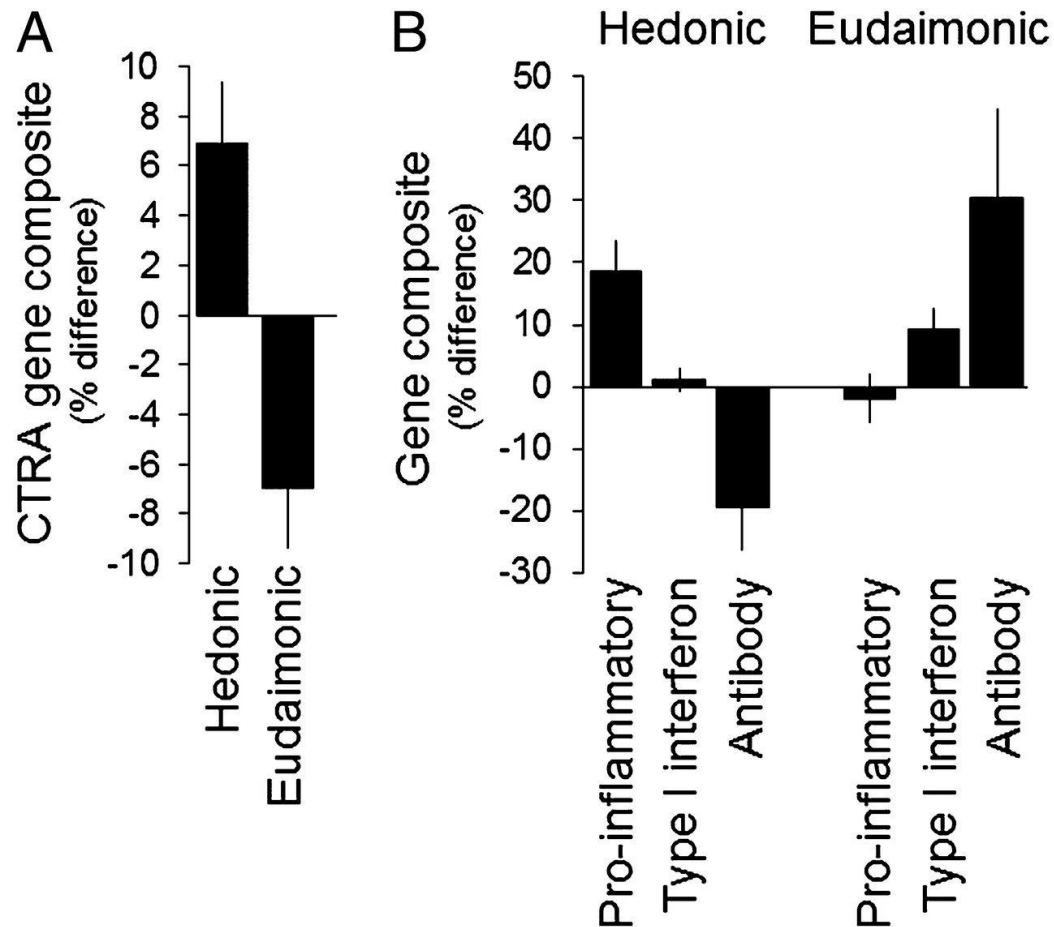 A
CTRA gene composite
(% difference)
10
8
6
4
2
0
-2
-4
-6
-8
-10
Hedonic
Eudaimonic
B
Hedonic Eudaimonic
Gene composite
(% difference)
50
40
30
20
10
0
-10
-20
-30
Pro-inflammatory
Type I interferon
Antibody
Pro-inflammatory
Type I interferon
Antibody